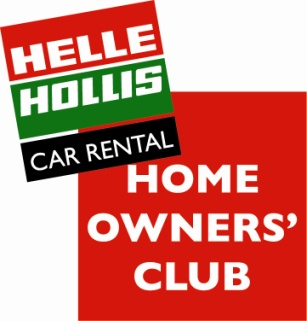 HELLE
HOLLIS
CAR RENTAL
HOME
OWNERS'
CLUB